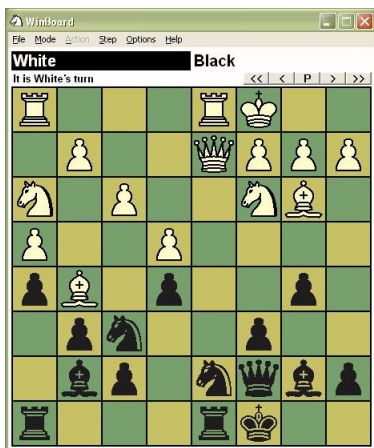 WinBoard
File Mode Action Step Options Help
White Black
It is White's turn << < P > >>